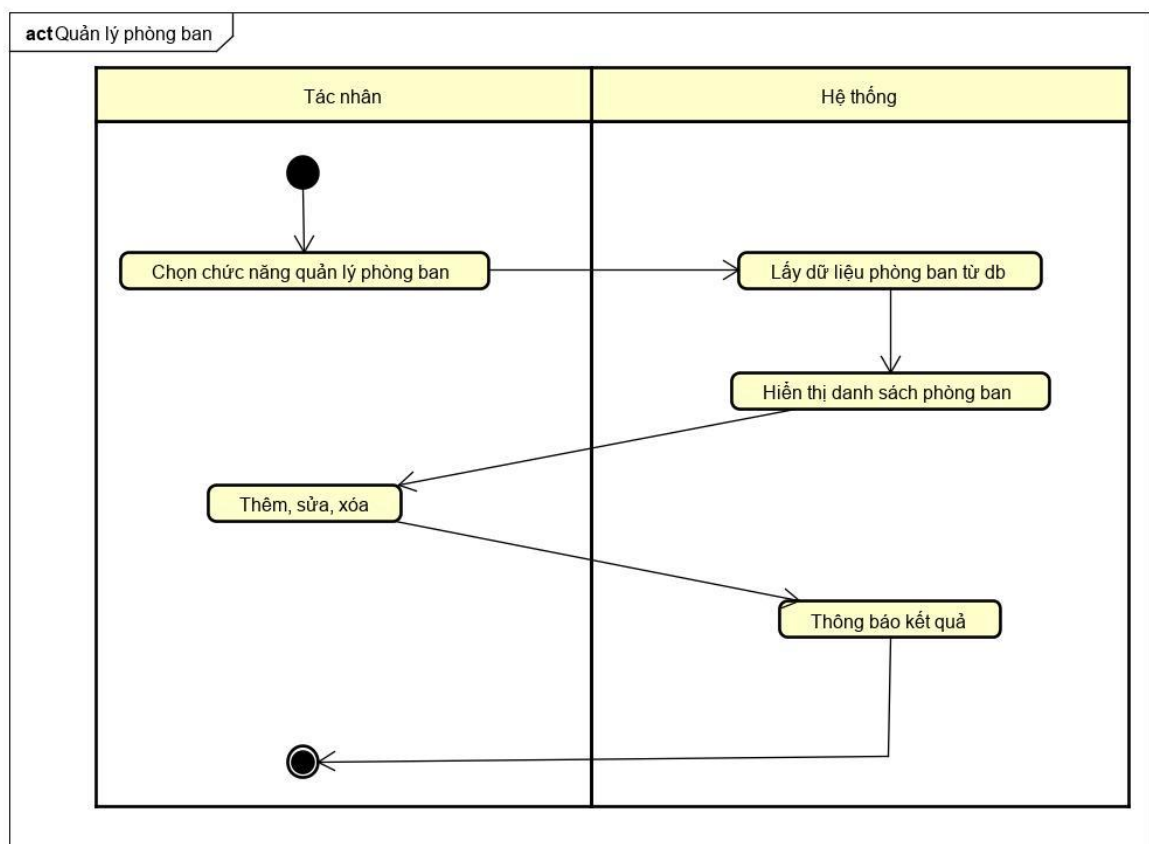 act Quản lý phòng ban
Tác nhân
Hệ thống
Chọn chức năng quản lý phòng ban
Lấy dữ liệu phòng ban từ db
Hiển thị danh sách phòng ban
Thêm, sửa, xóa
Thông báo kết quả